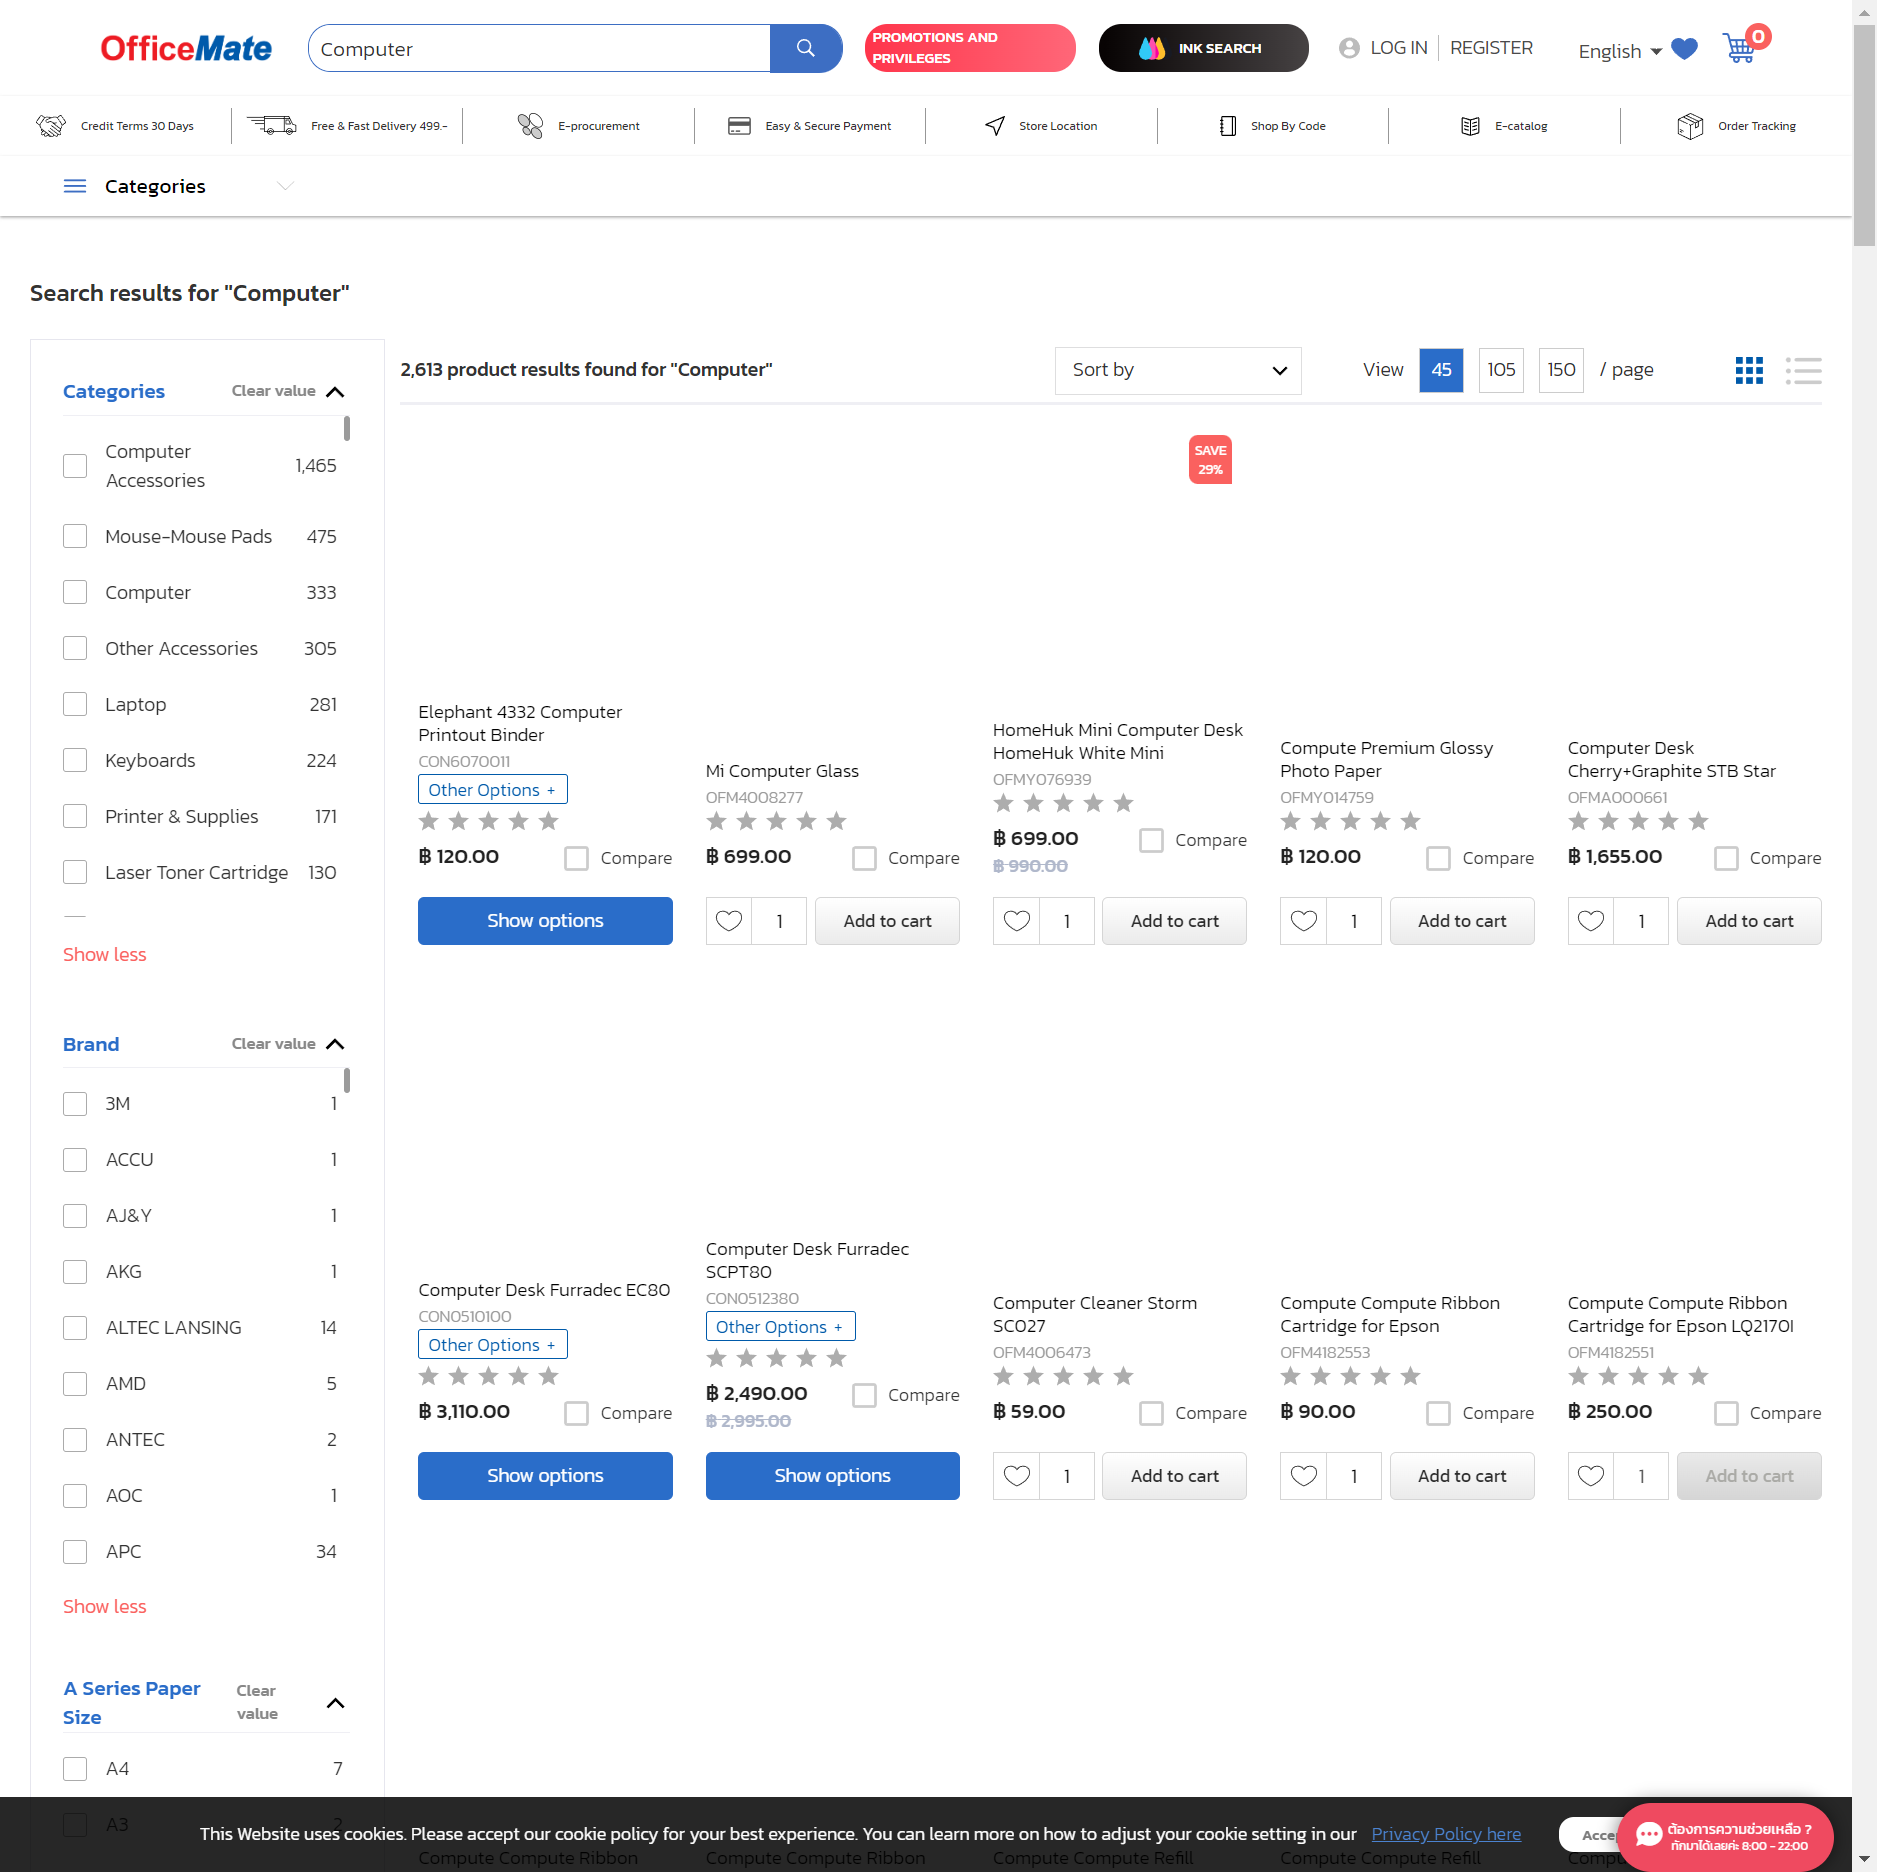 OfficeMate
Computer
PROMOTIONS AND
PRIVILEGES
INK SEARCH
LOG IN
REGISTER
English
0
Credit Terms 30 Days
Free & Fast Delivery 499.-
E-procurement
Easy & Secure Payment
Store Location
Shop By Code
E-catalog
Order Tracking
Categories
Search results for "Computer"
Categories
Clear value
Computer
Accessories
1,465
Mouse-Mouse Pads 475
Computer 333
Other Accessories 305
Laptop 281
Keyboards 224
Printer & Supplies 171
Laser Toner Cartridge 130
Show less
Brand
Clear value
3M 1
ACCU 1
AJ&Y 1
AKG 1
ALTEC LANSING 14
AMD 5
ANTEC 2
AOC 1
APC 34
Show less
A Series Paper
Size
Clear
value
A4 7
A3 2
2,613 product results found for "Computer"
Sort by
View 45 105 150 / page
SAVE
29%
Elephant 4332 Computer
Printout Binder
CON6070011
Other Options +
฿ 120.00
Compare
Show options
Mi Computer Glass
OFM4008277
฿ 699.00
Compare
1
Add to cart
HomeHuk Mini Computer Desk
HomeHuk White Mini
OFMY076939
฿ 699.00
฿ 990.00
Compare
1
Add to cart
Compute Premium Glossy
Photo Paper
OFMY014759
฿ 120.00
Compare
1
Add to cart
Computer Desk
Cherry+Graphite STB Star
OFMA000661
฿ 1,655.00
Compare
1
Add to cart
Computer Desk Furradec EC80
CON0510100
Other Options +
฿ 3,110.00
Compare
Show options
Computer Desk Furradec
SCPT80
CON0512380
Other Options +
฿ 2,490.00
฿ 2,995.00
Compare
Show options
Computer Cleaner Storm
SC027
OFM4006473
฿ 59.00
Compare
1
Add to cart
Compute Compute Ribbon
Cartridge for Epson
OFM4182553
฿ 90.00
Compare
1
Add to cart
Compute Compute Ribbon
Cartridge for Epson LQ2170I
OFM4182551
฿ 250.00
Compare
1
Add to cart
This Website uses cookies. Please accept our cookie policy for your best experience. You can learn more on how to adjust your cookie setting in our Privacy Policy here
ต้องการความช่วยเหลือ ?
ทักมาได้เลยค่ะ 8:00 - 22:00
Compute Compute Ribbon
Compute Compute Ribbon
Compute Compute Refill
Compute Compute Refill